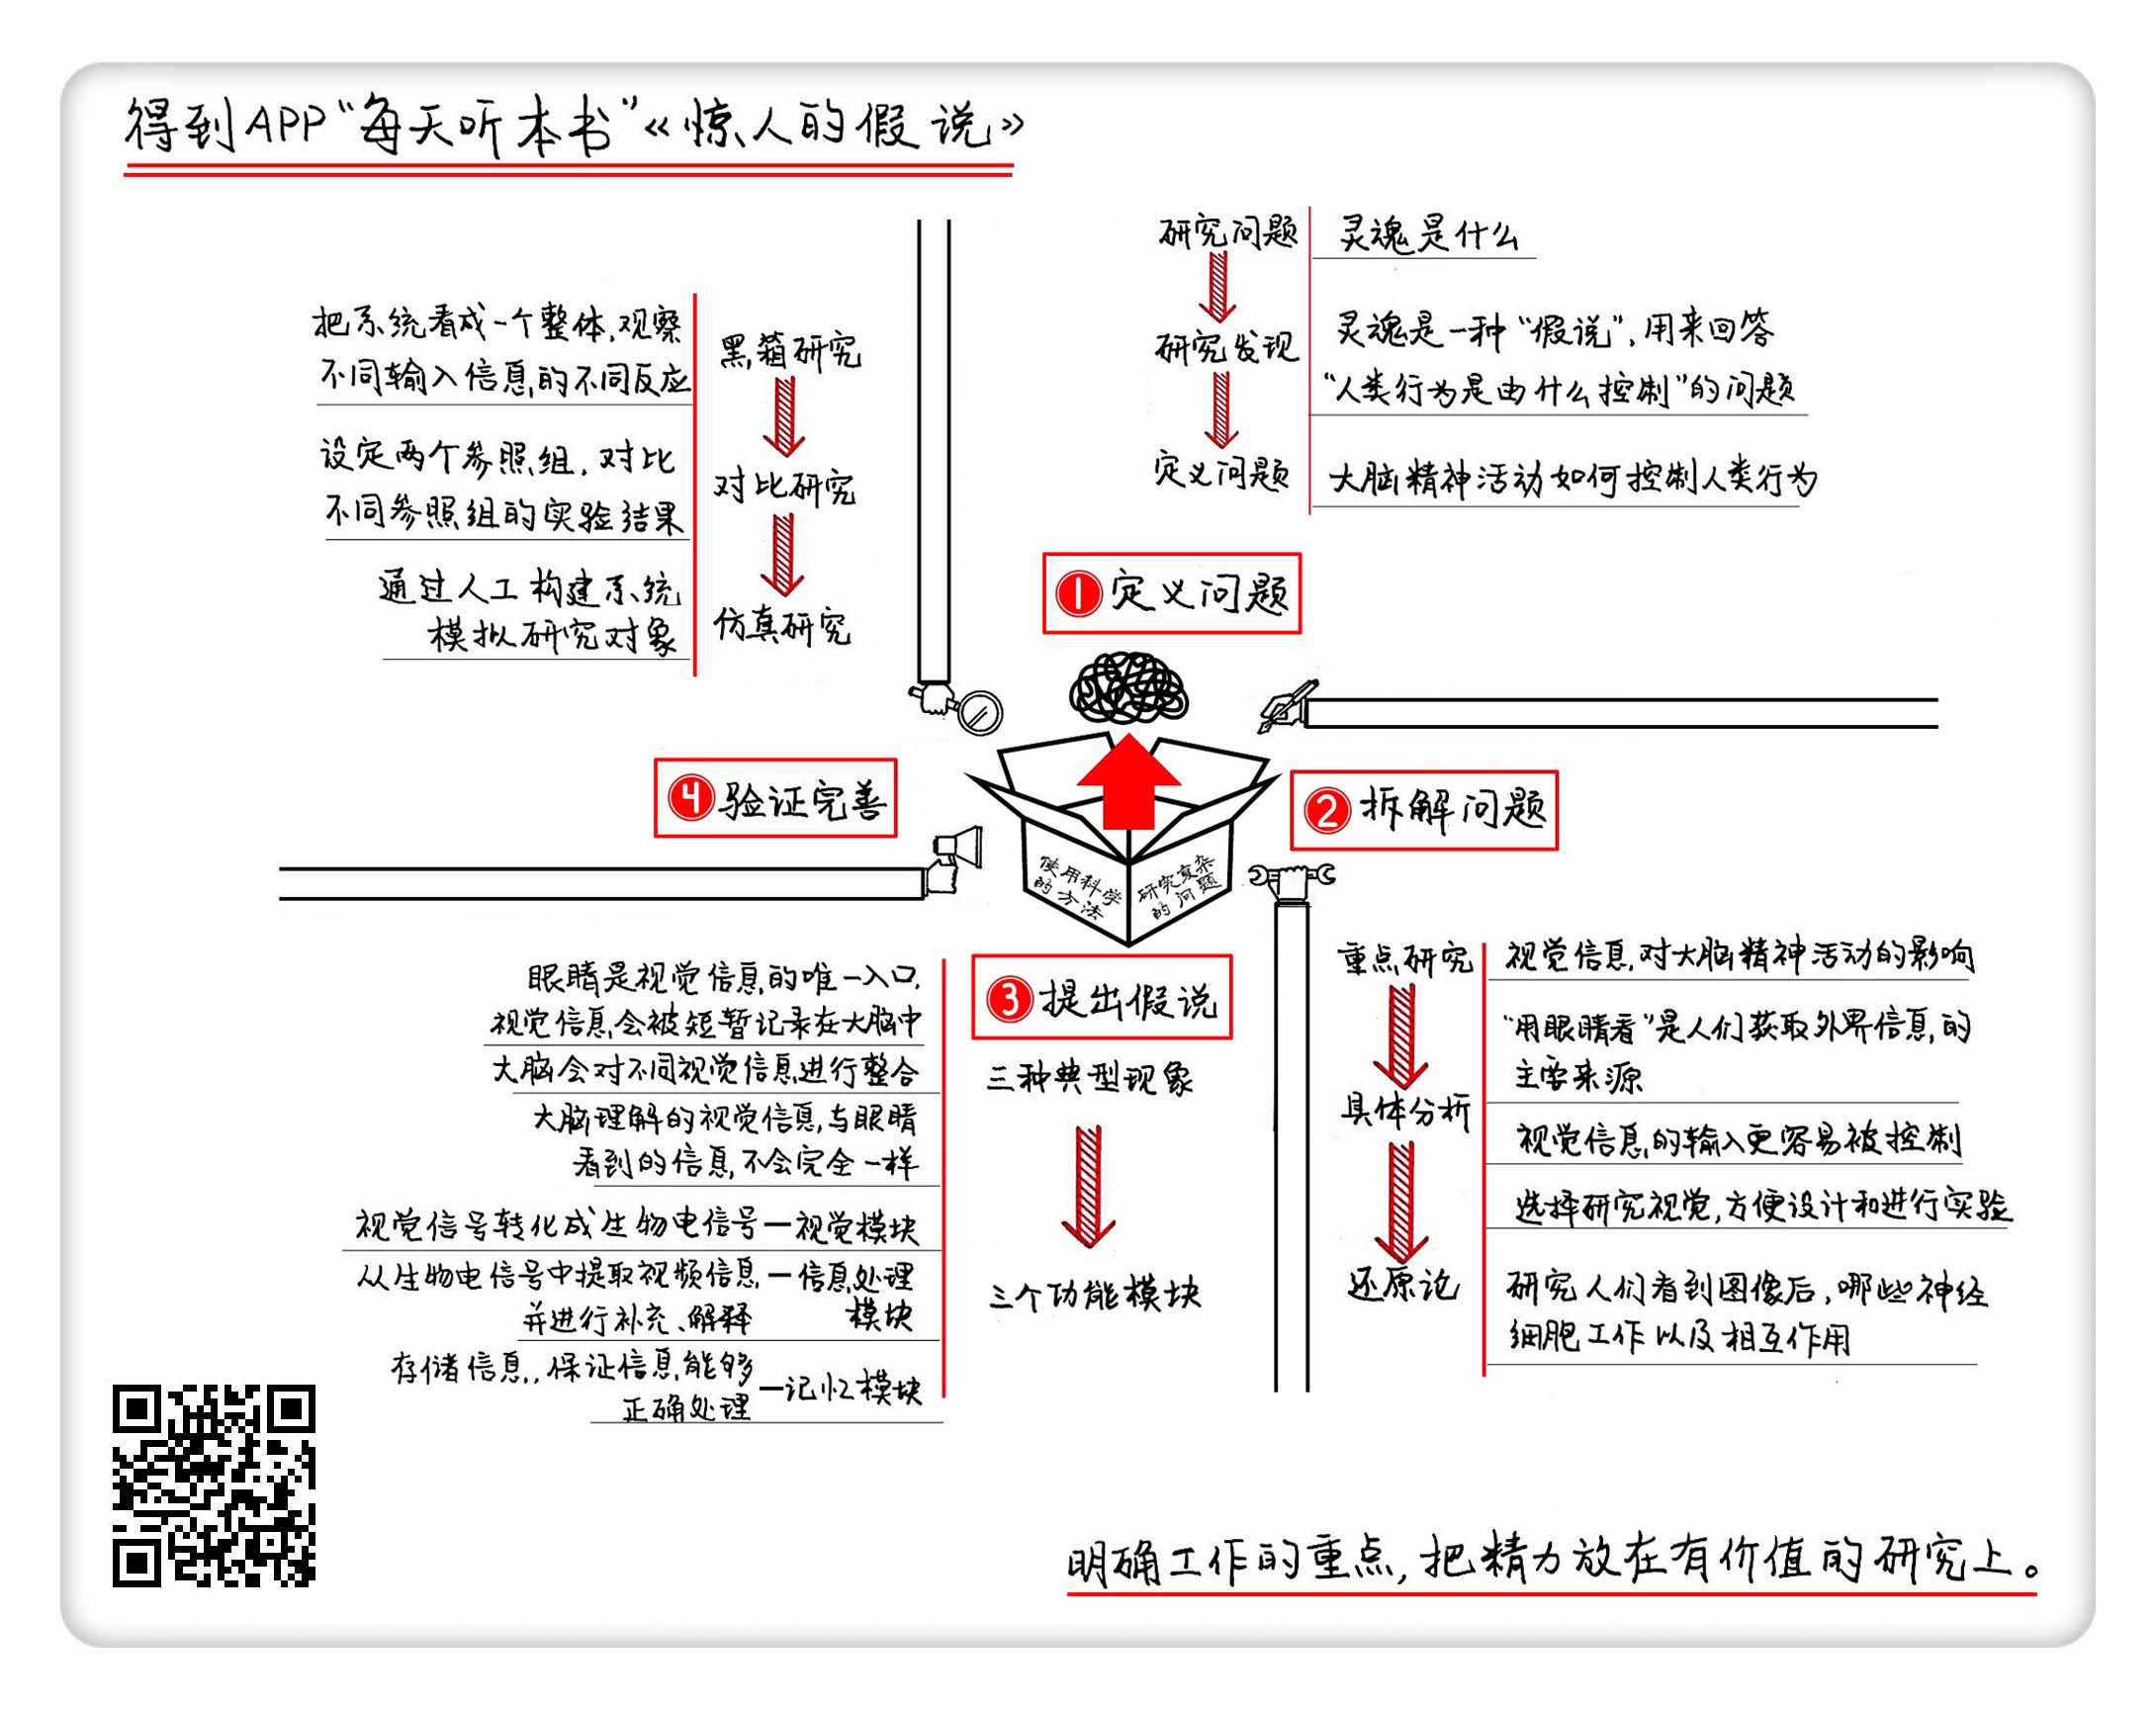 得到APP“每天听本书”《惊人的假说》
研究问题
灵魂是什么
研究发现
灵魂是一种“假说”,用来回答
“人类行为是由什么控制”的问题
定义问题
大脑精神活动如何控制人类行为
❶定义问题
❷拆解问题
重点研究
视觉信息对大脑精神活动的影响
具体分析
“用眼睛看”是人们获取外界信息的
主要来源
视觉信息的输入更容易被控制
选择研究视觉,方便设计和进行实验
还原论
研究人们看到图像后,哪些神经
细胞工作以及相互作用
❸提出假说
三种典型现象
眼睛是视觉信息的唯一入口,
视觉信息会被短暂记录在大脑中
大脑会对不同视觉信息进行整合
大脑理解的视觉信息,与眼睛
看到的信息,不会完全一样
三个功能模块
视觉信号转化成生物电信号—视觉模块
从生物电信号中提取视频信息—信息处理
并进行补充、解释 模块
存储信息,保证信息能够
正确处理
—记忆模块
❹验证完善
黑箱研究
把系统看成一个整体,观察
不同输入信息的不同反应
对比研究
设定两个参照组,对比
不同参照组的实验结果
仿真研究
通过人工构建系统
模拟研究对象
使用科学
的方法
研究复杂
的问题
明确工作的重点,把精力放在有价值的研究上。